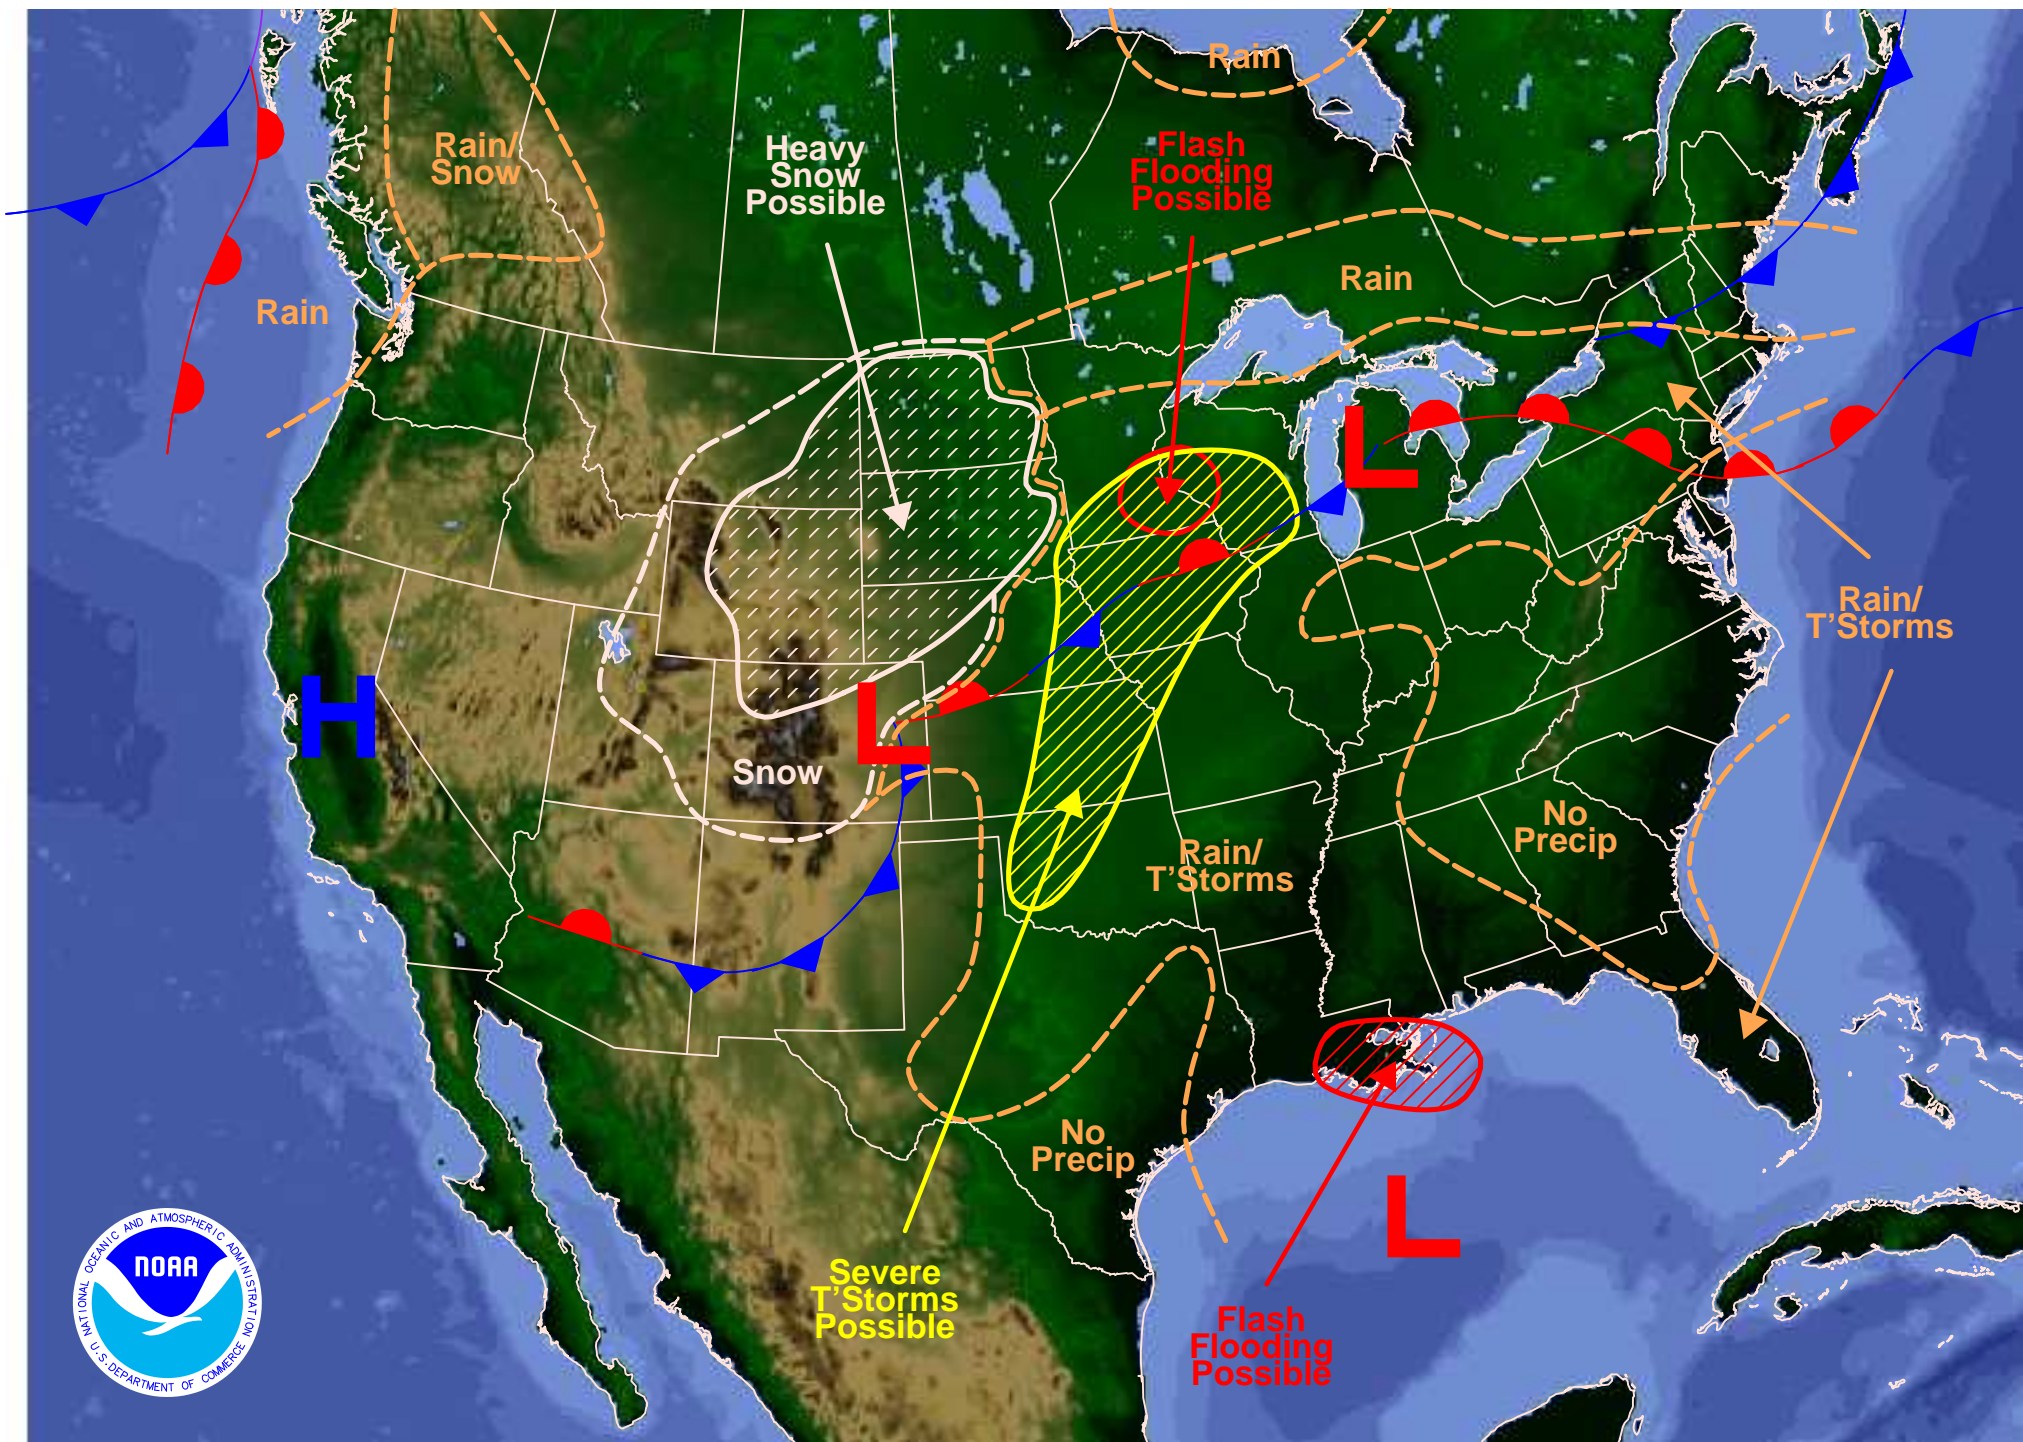 Rain
Rain/
Snow
Heavy
Snow
Possible
Flash
Flooding
Possible
Rain
Rain
L
Rain/
T'Storms
H
L
Snow
No
Precip
Rain/
T'Storms
No
Precip
L
Severe
T'Storms
Possible
Flash
Flooding
Possible
NATIONAL OCEANIC AND ATMOSPHERIC ADMINISTRATION
NOAA
U.S. DEPARTMENT OF COMMERCE